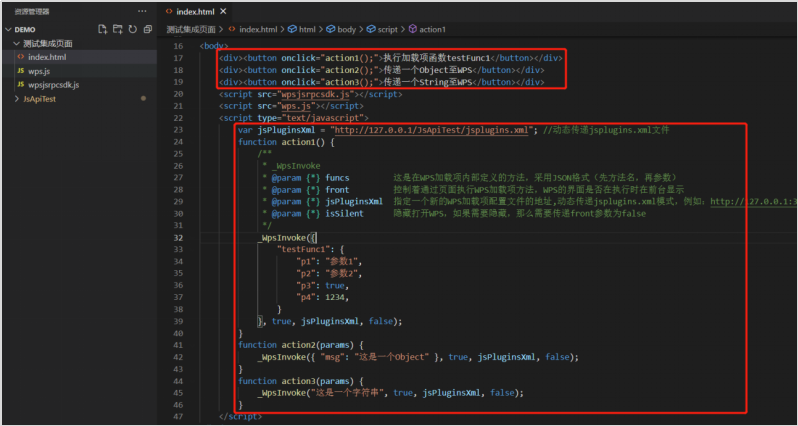 资源管理器
index.html
DEMO
测试集成页面
index.html
JS wps.js
JS wpsjsrpcsdk.js
JsApiTest
测试集成页面 > index.html > html > body > script > action1
16 <body>
17 <div><button onclick="action1();">执行加载项函数testFunc1</button></div>
18 <div><button onclick="action2();">传递一个Object至WPS</button></div>
19 <div><button onclick="action3();">传递一个String至WPS</button></div>
20 <script src="wpsjsrpcsdk.js"></script>
21 <script src="wps.js"></script>
22 <script type="text/javascript">
23 var jsPluginsXml = "http://127.0.0.1/JsApiTest/jsplugins.xml"; //动态传递jsplugins.xml文件
24 function action1() {
25 /**
26 * _WpsInvoke
27 * @param {*} funcs 这是在WPS加载项内部定义的方法，采用JSON格式（先方法名，再参数）
28 * @param {*} front 控制着通过页面执行WPS加载项方法，WPS的界面是否在执行时在前台显示
29 * @param {*} jsPluginsXml 指定一个新的WPS加载项配置文件的地址,动态传递jsplugins.xml模式，例如：http://127.0.0.1:3
30 * @param {*} isSilent 隐藏打开WPS，如果需要隐藏，那么需要传递front参数为false
31 */
32 _WpsInvoke({
33 "testFunc1": {
34 "p1": "参数1",
35 "p2": "参数2",
36 "p3": true,
37 "p4": 1234,
38 }
39 }, true, jsPluginsXml, false);
40 }
41 function action2(params) {
42 _WpsInvoke({ "msg": "这是一个Object" }, true, jsPluginsXml, false);
43 }
44 function action3(params) {
45 _WpsInvoke("这是一个字符串", true, jsPluginsXml, false);
46 }
47 </script>